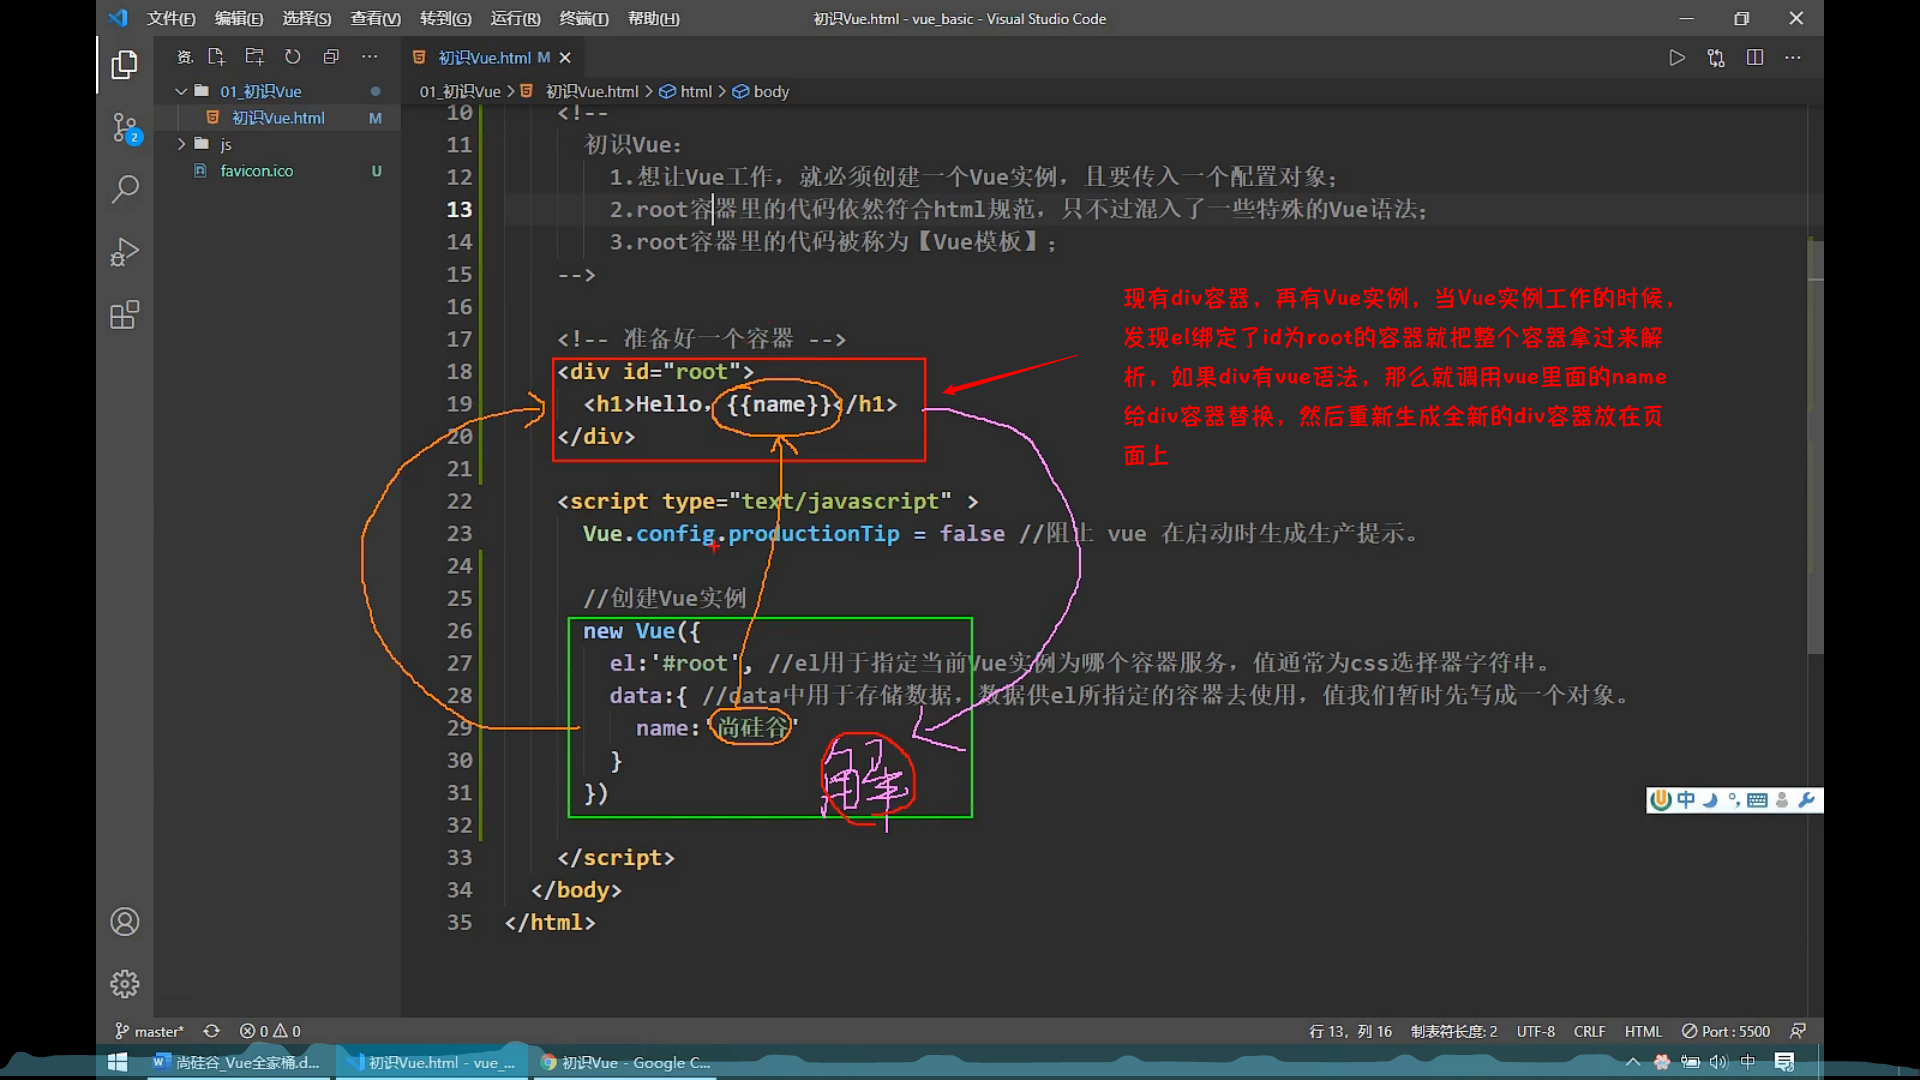 文件(F) 编辑(E) 选择(S) 查看(V) 转到(G) 运行(R) 终端(T) 帮助(H) 初识Vue.html - vue_basic - Visual Studio Code
资. 初识Vue.html M
01_初识Vue
初识Vue.html M
js
favicon.ico U
2
01_初识Vue > 初识Vue.html > html > body
10 <!--
11 初识Vue:
12 1.想让Vue工作，就必须创建一个Vue实例，且要传入一个配置对象；
13 2.root容器里的代码依然符合html规范，只不过混入了一些特殊的Vue语法；
14 3.root容器里的代码被称为【Vue模板】；
15 -->
16
17 <!-- 准备好一个容器 -->
18 <div id="root">
19 <h1>Hello，{{name}}</h1>
20 </div>
21
22 <script type="text/javascript" >
23 Vue.config.productionTip = false //阻止 vue 在启动时生成生产提示。
24
25 //创建Vue实例
26 new Vue({
27 el:'#root', //el用于指定当前Vue实例为哪个容器服务，值通常为css选择器字符串。
28 data:{ //data中用于存储数据，数据供el所指定的容器去使用，值我们暂时先写成一个对象。
29 name:'尚硅谷'
30 }
31 })
32
33 </script>
34 </body>
35 </html>
现有div容器，再有Vue实例，当Vue实例工作的时候，
发现el绑定了id为root的容器就把整个容器拿过来解
析，如果div有vue语法，那么就调用vue里面的name
给div容器替换，然后重新生成全新的div容器放在页
面上
解
中
master* 0 0 行 13，列 16 制表符长度: 2 UTF-8 CRLF HTML Port : 5500
尚硅谷_Vue全家桶.d... 初识Vue.html - vue_... 初识Vue - Google C... 中